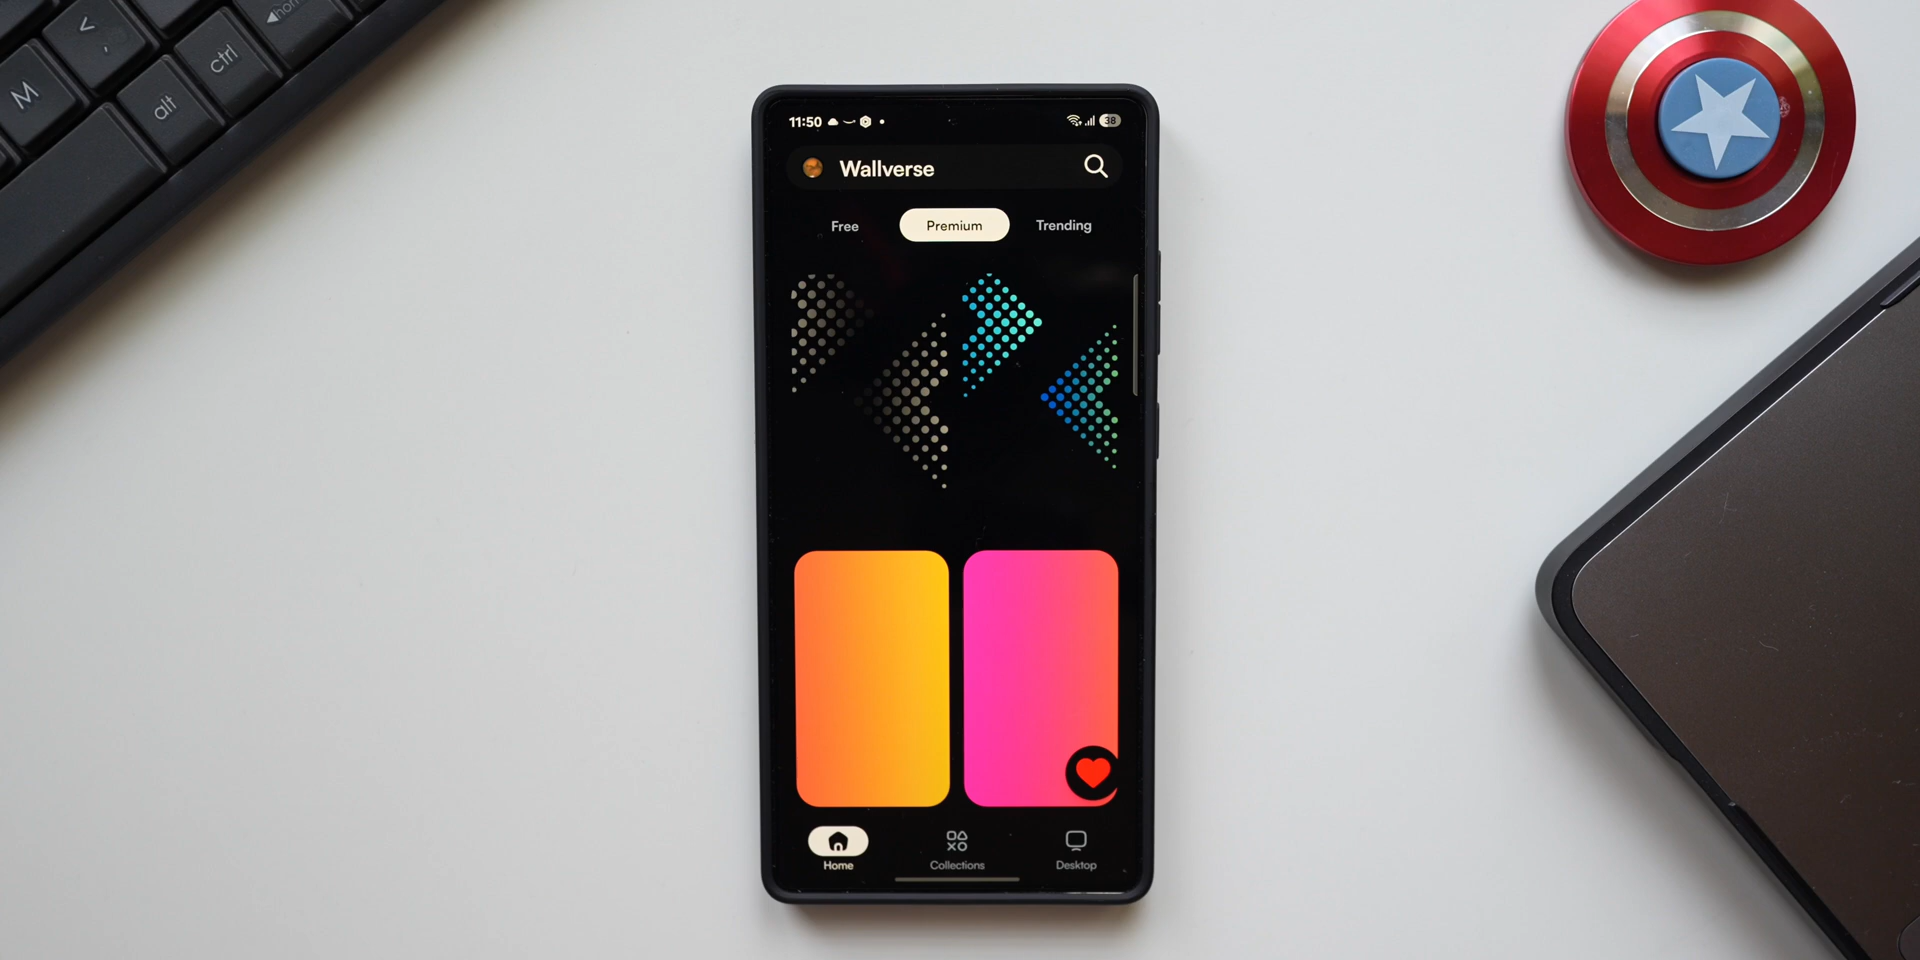 < ,
M
alt
ctrl
11:50
38
Wallverse
Free
Premium
Trending
Home
Collections
Desktop